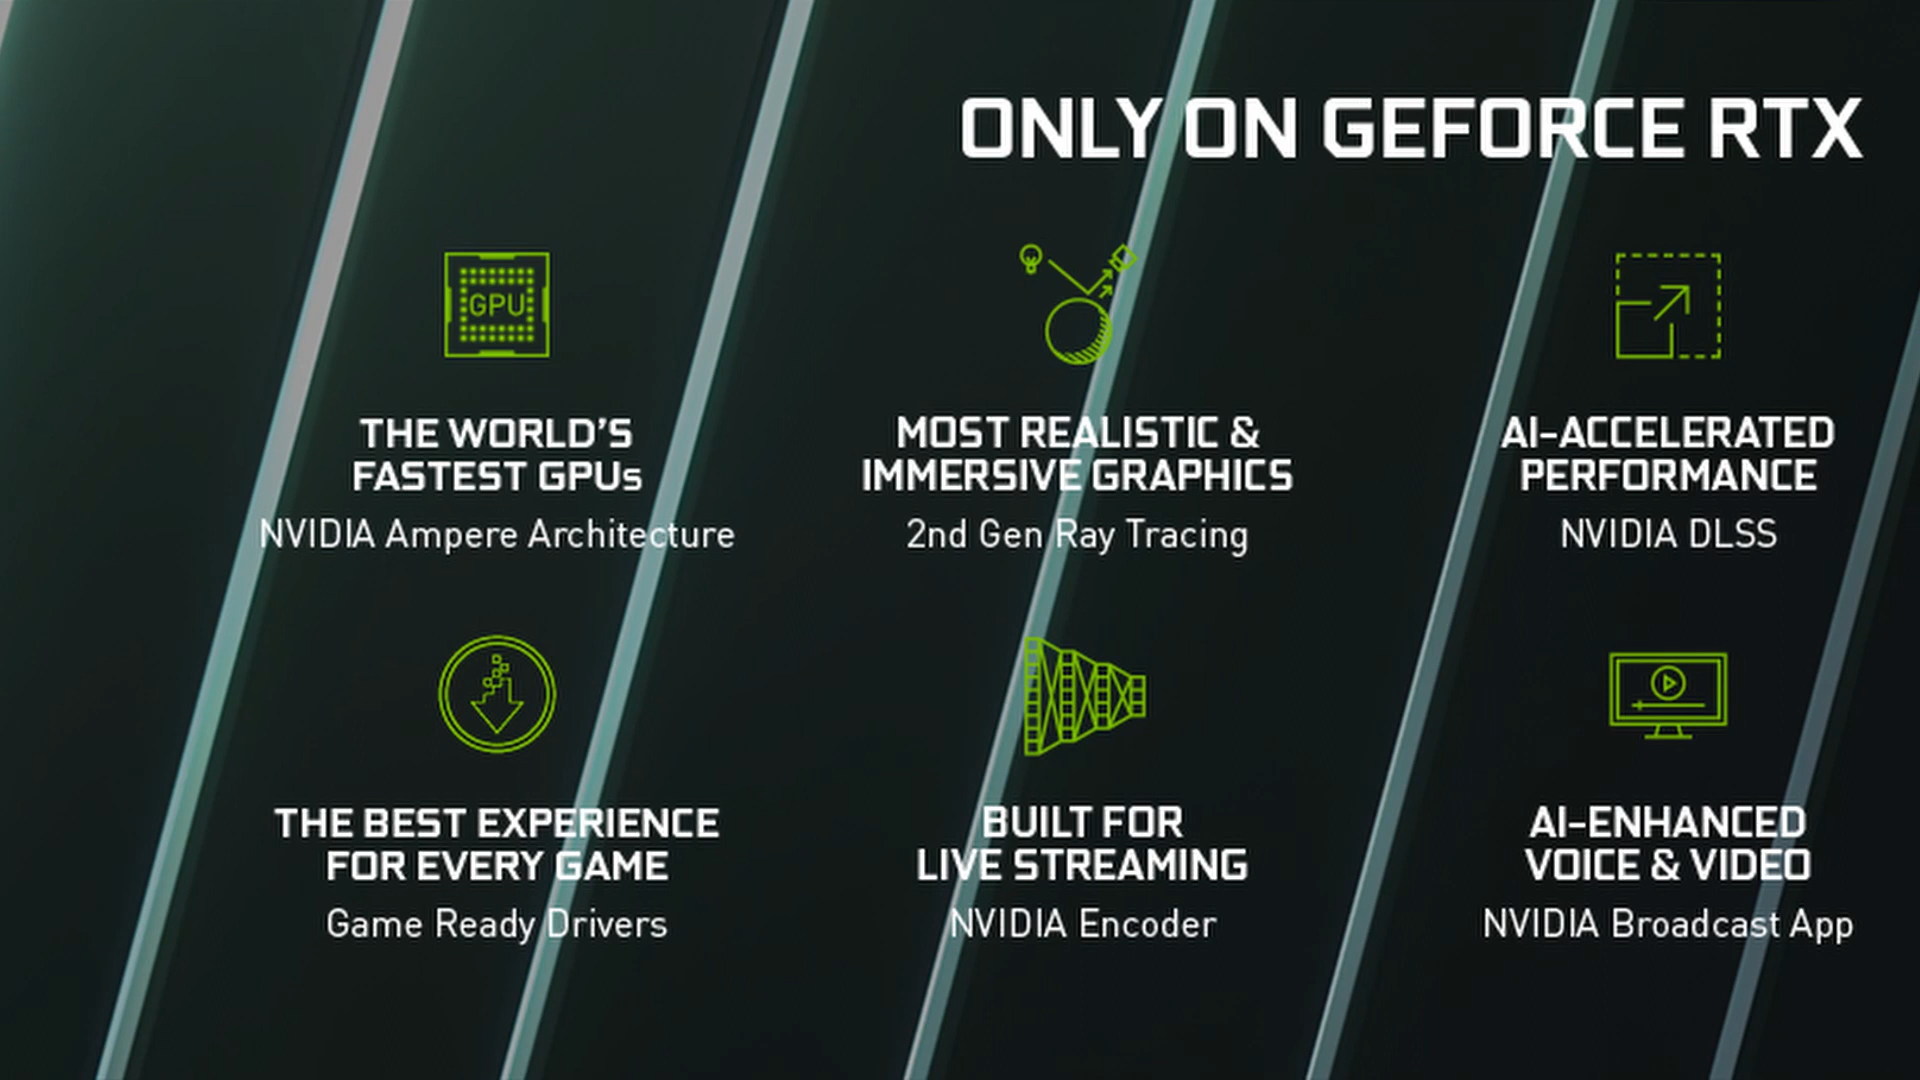 ONLY ON GEFORCE RTX
GPU
THE WORLD'S
FASTEST GPUs
NVIDIA Ampere Architecture
MOST REALISTIC &
IMMERSIVE GRAPHICS
2nd Gen Ray Tracing
AI-ACCELERATED
PERFORMANCE
NVIDIA DLSS
THE BEST EXPERIENCE
FOR EVERY GAME
Game Ready Drivers
BUILT FOR
LIVE STREAMING
NVIDIA Encoder
AI-ENHANCED
VOICE & VIDEO
NVIDIA Broadcast App